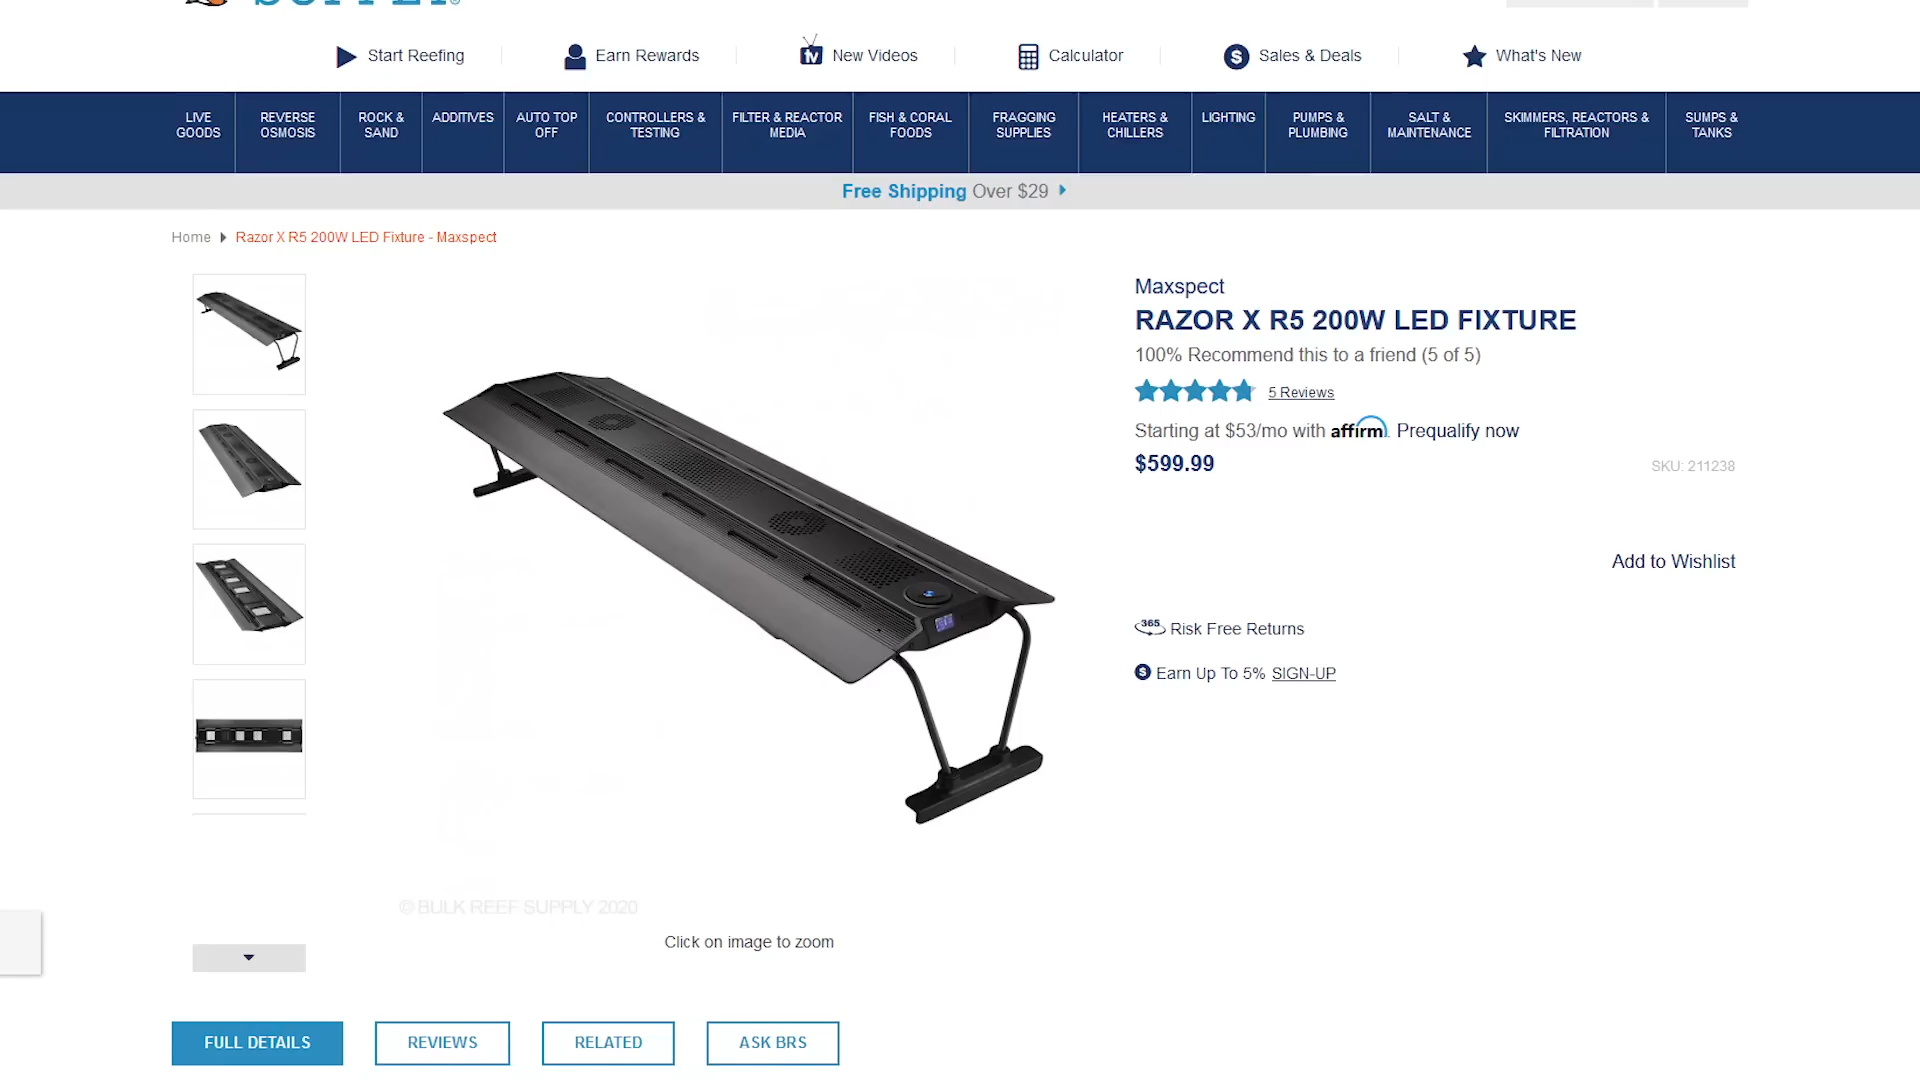 SUPPLY®
Start Reefing
Earn Rewards
New Videos
Calculator
Sales & Deals
What's New
LIVE
GOODS
REVERSE
OSMOSIS
ROCK &
SAND
ADDITIVES
AUTO TOP
OFF
CONTROLLERS &
TESTING
FILTER & REACTOR
MEDIA
FISH & CORAL
FOODS
FRAGGING
SUPPLIES
HEATERS &
CHILLERS
LIGHTING
PUMPS &
PLUMBING
SALT &
MAINTENANCE
SKIMMERS, REACTORS &
FILTRATION
SUMPS &
TANKS
Free Shipping Over $29
Home
Razor X R5 200W LED Fixture - Maxspect
Maxspect
RAZOR X R5 200W LED FIXTURE
100% Recommend this to a friend (5 of 5)
5 Reviews
Starting at $53/mo with affirm. Prequalify now
$599.99
SKU: 211238
Add to Wishlist
365 Risk Free Returns
$ Earn Up To 5% SIGN-UP
© BULK REEF SUPPLY 2020
Click on image to zoom
FULL DETAILS
REVIEWS
RELATED
ASK BRS